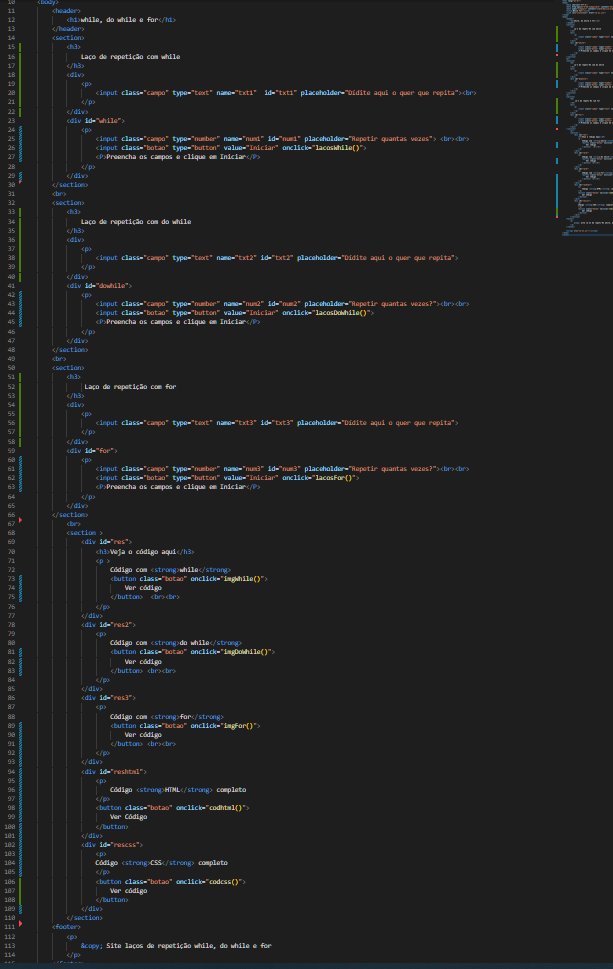 10 <body>
11 <header>
12 <h1>while, do while e for</h1>
13 </header>
14 <section>
15 <h3>
16 Laço de repetição com while
17 </h3>
18 <div>
19 <p>
20 <input class="campo" type="text" name="txt1" id="txt1" placeholder="Dídite aqui o quer que repita"><br>
21 </p>
22 </div>
23 <div id="while">
24 <p>
25 <input class="campo" type="number" name="num1" id="num1" placeholder="Repetir quantas vezes"> <br><br>
26 <input class="botao" type="button" value="Iniciar" onclick="lacosWhile()">
27 <P>Preencha os campos e clique em Iniciar</P>
28 </p>
29 </div>
30 </section>
31 <br>
32 <section>
33 <h3>
34 Laço de repetição com do while
35 </h3>
36 <div>
37 <p>
38 <input class="campo" type="text" name="txt2" id="txt2" placeholder="Dídite aqui o quer que repita">
39 </p>
40 </div>
41 <div id="dowhile">
42 <p>
43 <input class="campo" type="number" name="num2" id="num2" placeholder="Repetir quantas vezes?"><br><br>
44 <input class="botao" type="button" value="Iniciar" onclick="lacosDoWhile()">
45 <P>Preencha os campos e clique em Iniciar</P>
46 </p>
47 </div>
48 </section>
49 <br>
50 <section>
51 <h3>
52 Laço de repetição com for
53 </h3>
54 <div>
55 <p>
56 <input class="campo" type="text" name="txt3" id="txt3" placeholder="Dídite aqui o quer que repita">
57 </p>
58 </div>
59 <div id="for">
60 <p>
61 <input class="campo" type="number" name="num3" id="num3" placeholder="Repetir quantas vezes?"><br><br>
62 <input class="botao" type="button" value="Iniciar" onclick="lacosFor()">
63 <P>Preencha os campos e clique em Iniciar</P>
64 </p>
65 </div>
66 </section>
67 <br>
68 <section >
69 <div id="res">
70 <h3>Veja o código aqui</h3>
71 <p >
72 Código com <strong>while</strong>
73 <button class="botao" onclick="imgWhile()">
74 Ver código
75 </button> <br><br>
76 </p>
77 </div>
78 <div id="res2">
79 <p>
80 Código com <strong>do while</strong>
81 <button class="botao" onclick="imgDoWhile()">
82 Ver código
83 </button> <br><br>
84 </p>
85 </div>
86 <div id="res3">
87 <p>
88 Código com <strong>for</strong>
89 <button class="botao" onclick="imgFor()">
90 Ver código
91 </button> <br><br>
92 </p>
93 </div>
94 <div id="reshtml">
95 <p>
96 Código <strong>HTML</strong> completo
97 </p>
98 <button class="botao" onclick="codhtml()">
99 Ver Código
100 </button>
101 </div>
102 <div id="rescss">
103 <p>
104 Código <strong>CSS</strong> completo
105 </p>
106 <button class="botao" onclick="codcss()">
107 Ver código
108 </button>
109 </div>
110 </section>
111 <footer>
112 <p>
113 &copy; Site laços de repetição while, do while e for
114 </p>